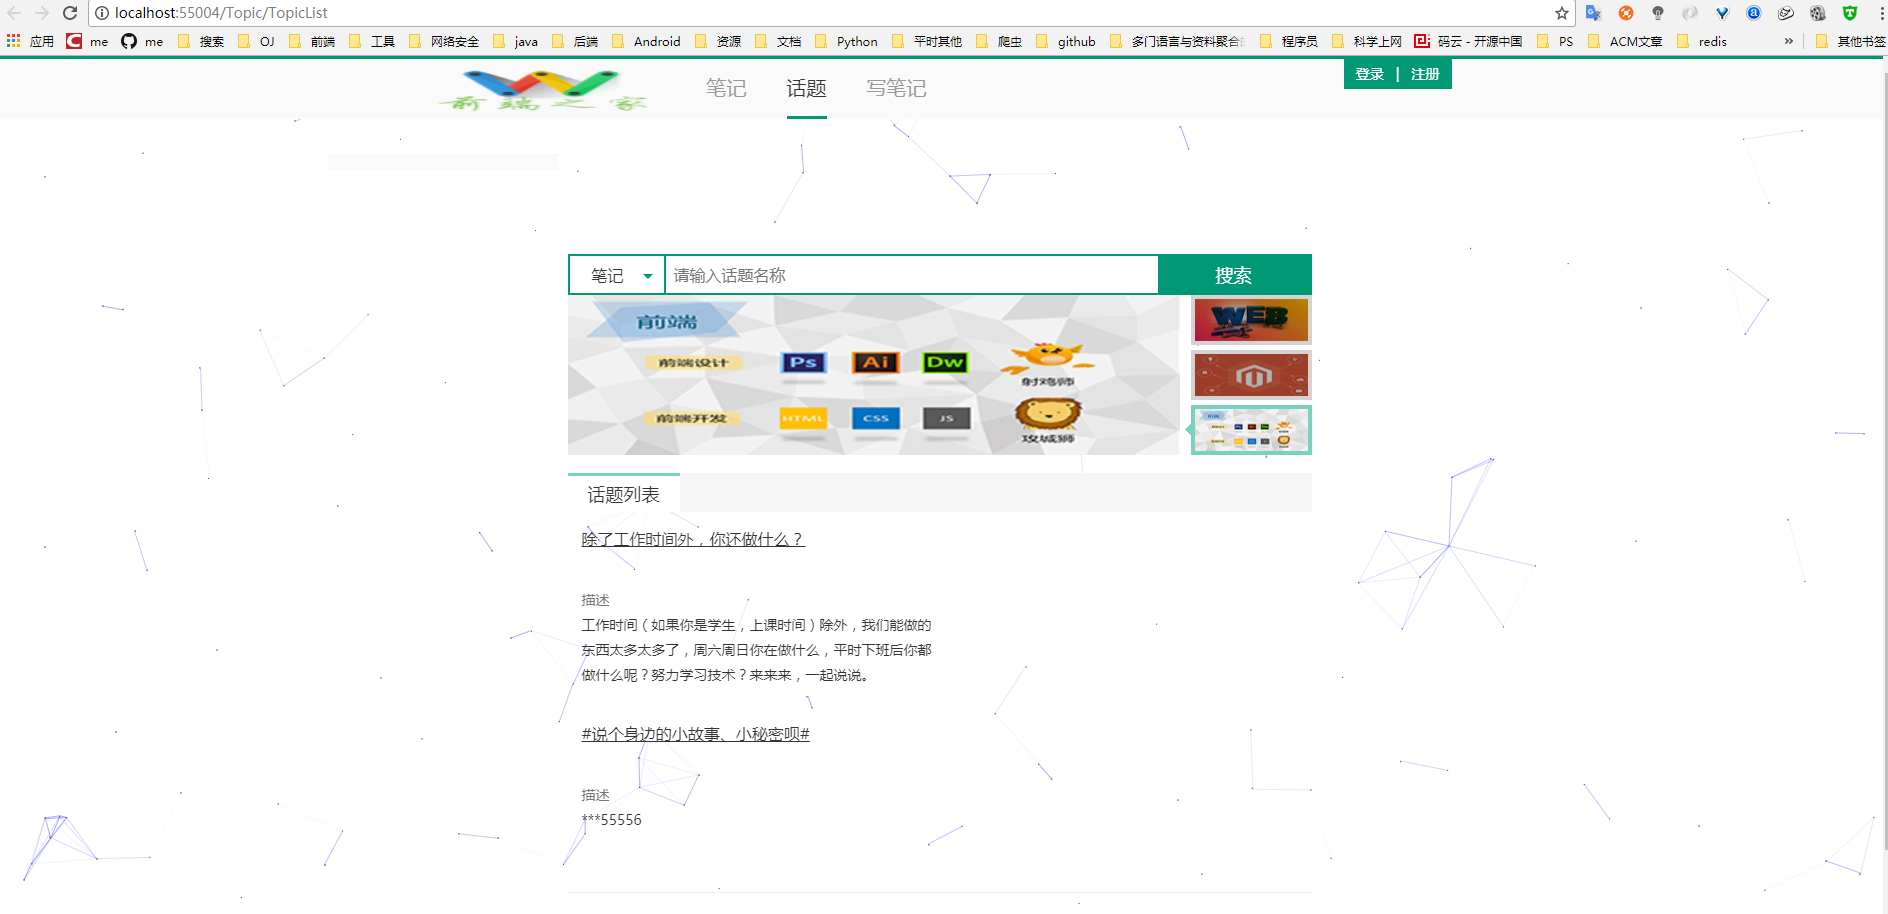 localhost:55004/Topic/TopicList
应用 me me 搜索 OJ 前端 工具 网络安全 java 后端 Android 资源 文档 Python 平时其他 爬虫 github 多门语言与资料聚合 程序员 科学上网 码云 - 开源中国 PS ACM文章 redis » 其他书签
前端之家
笔记 话题 写笔记
登录 | 注册
笔记 请输入话题名称 搜索
前端
前端设计 Ps Ai Dw
射鸡师
前端开发 HTML CSS JS
攻城狮
WEB
话题列表
除了工作时间外，你还做什么？
描述
工作时间（如果你是学生，上课时间）除外，我们能做的
东西太多太多了，周六周日你在做什么，平时下班后你都
做什么呢？努力学习技术？来来来，一起说说。
#说个身边的小故事、小秘密呗#
描述
***55556